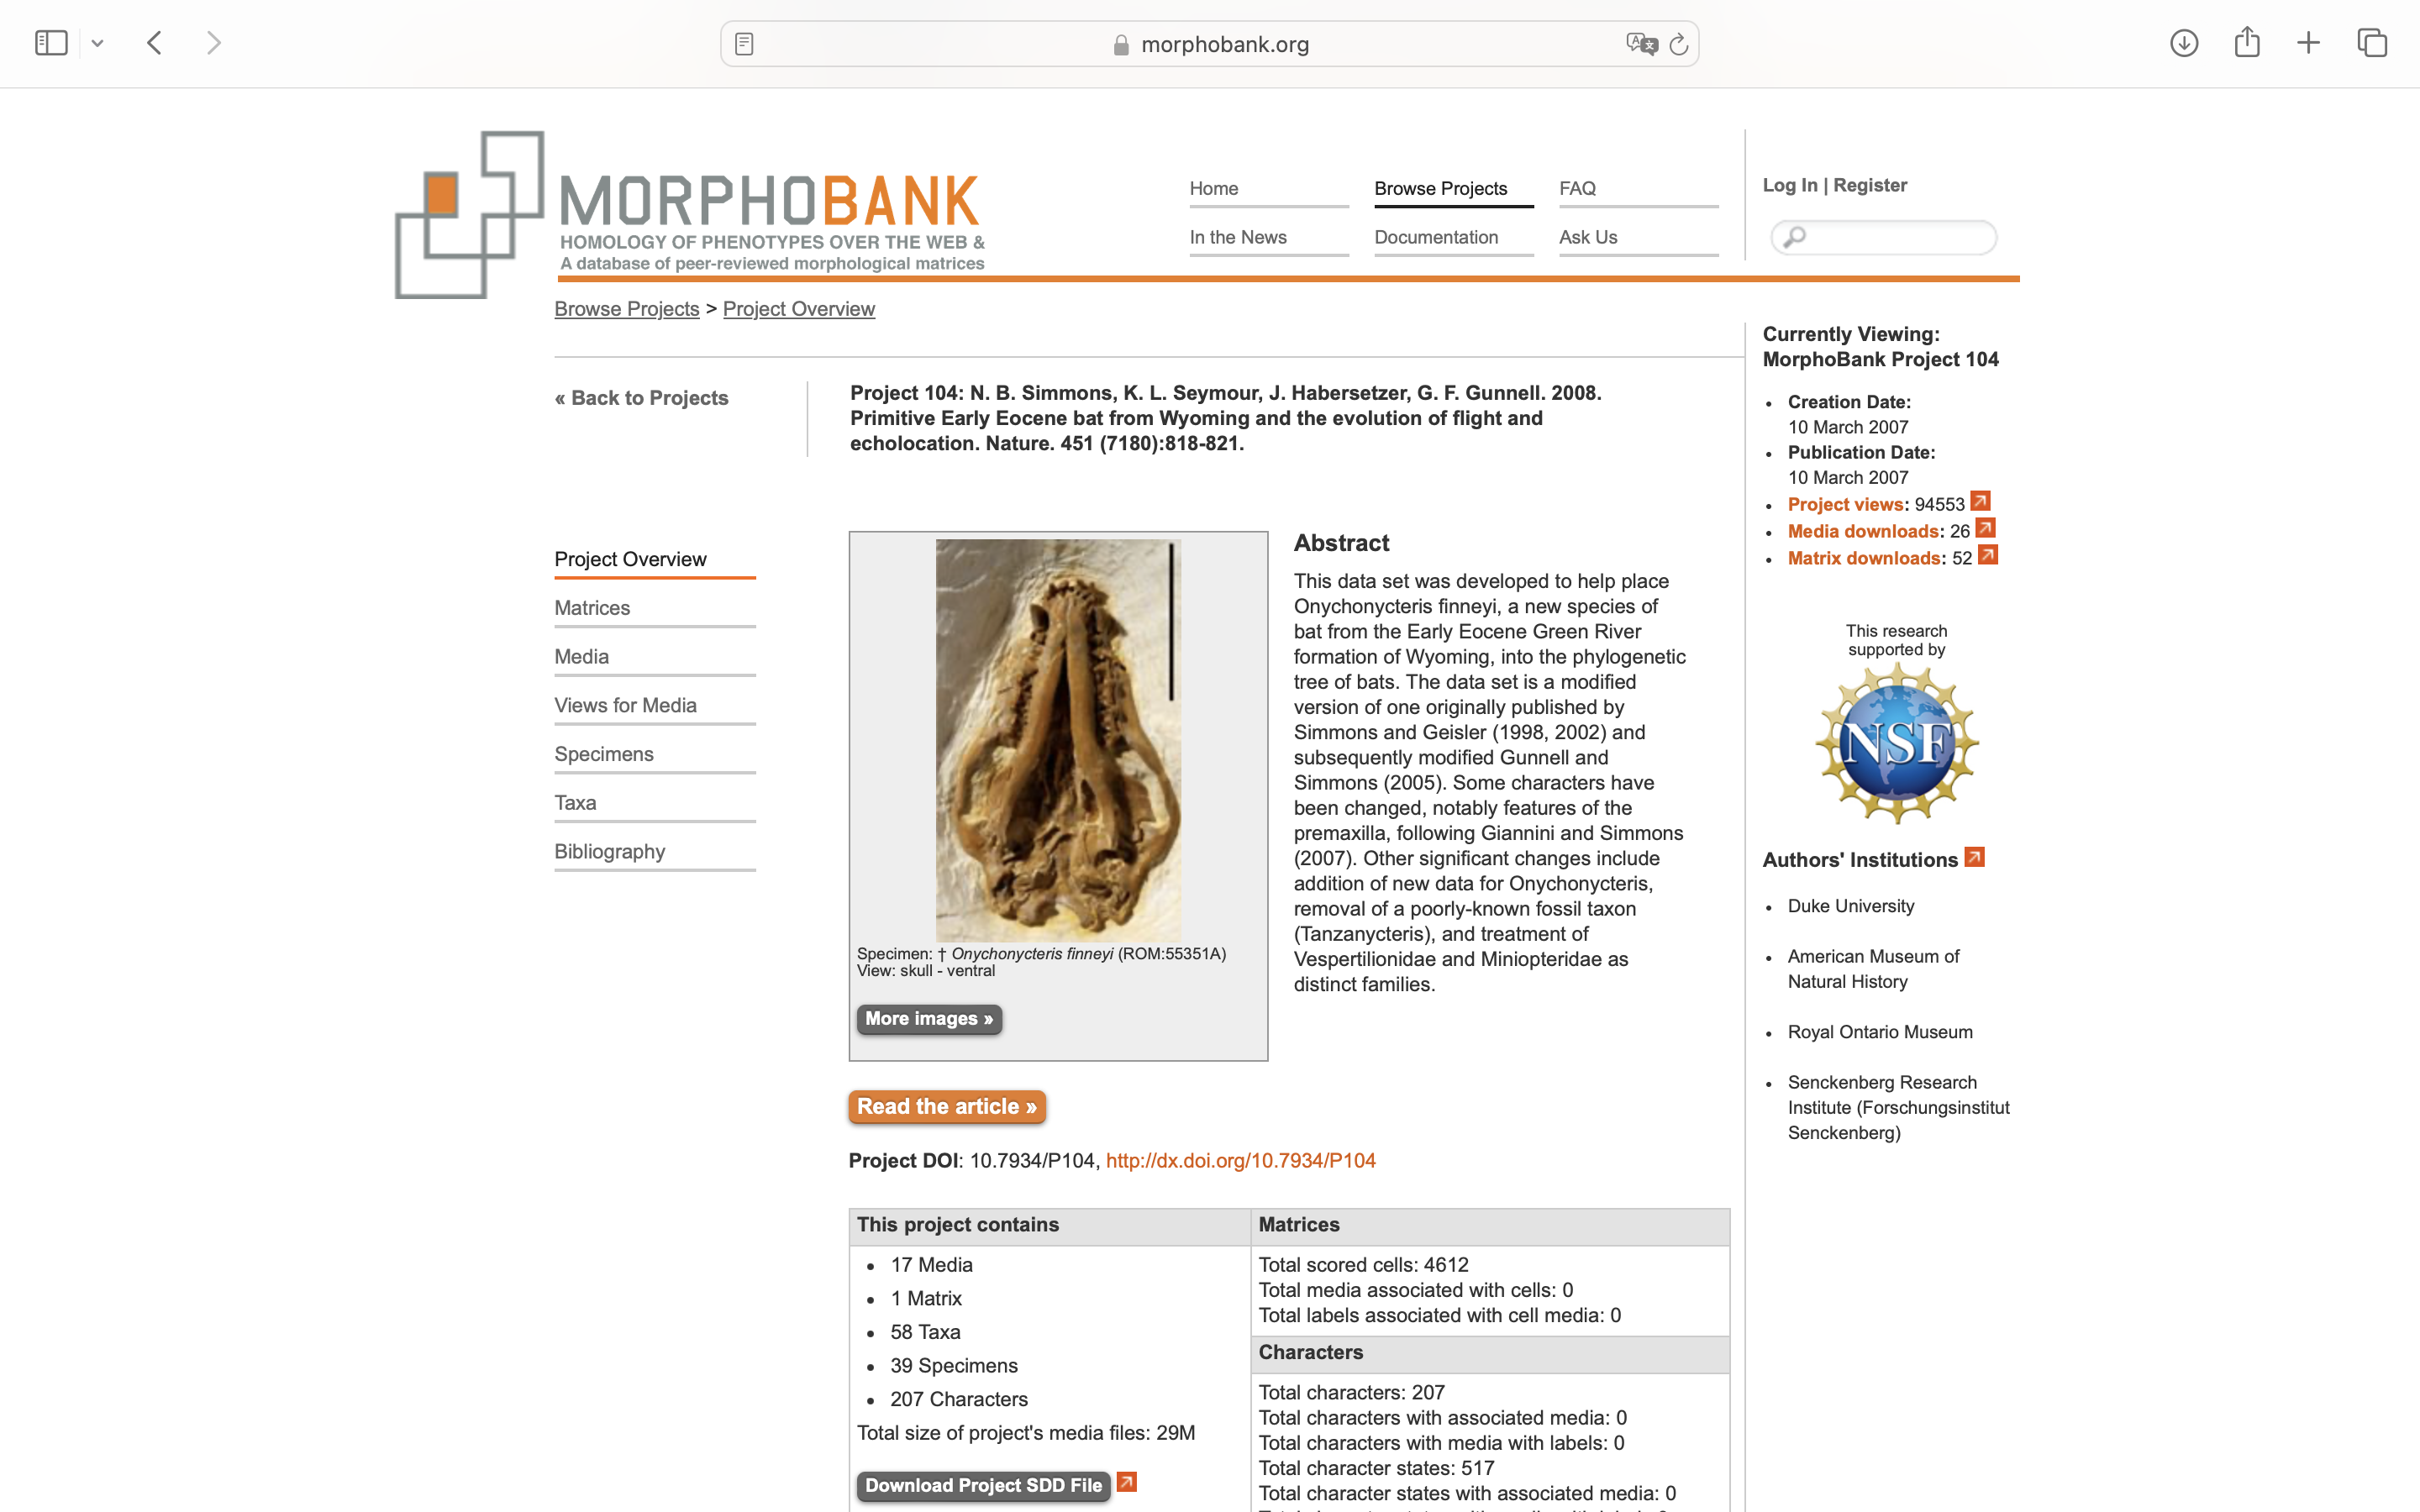 morphobank.org
MORPHOBANK
HOMOLOGY OF PHENOTYPES OVER THE WEB &
A database of peer-reviewed morphological matrices
Home
Browse Projects
FAQ
In the News
Documentation
Ask Us
Log In | Register
Browse Projects > Project Overview
« Back to Projects
Project 104: N. B. Simmons, K. L. Seymour, J. Habersetzer, G. F. Gunnell. 2008.
Primitive Early Eocene bat from Wyoming and the evolution of flight and
echolocation. Nature. 451 (7180):818-821.
Project Overview
Matrices
Media
Views for Media
Specimens
Taxa
Bibliography
Specimen: † Onychonycteris finneyi (ROM:55351A)
View: skull - ventral
More images »
Abstract
This data set was developed to help place
Onychonycteris finneyi, a new species of
bat from the Early Eocene Green River
formation of Wyoming, into the phylogenetic
tree of bats. The data set is a modified
version of one originally published by
Simmons and Geisler (1998, 2002) and
subsequently modified Gunnell and
Simmons (2005). Some characters have
been changed, notably features of the
premaxilla, following Giannini and Simmons
(2007). Other significant changes include
addition of new data for Onychonycteris,
removal of a poorly-known fossil taxon
(Tanzanycteris), and treatment of
Vespertilionidae and Miniopteridae as
distinct families.
Read the article »
Project DOI: 10.7934/P104, http://dx.doi.org/10.7934/P104
This project contains
17 Media
1 Matrix
58 Taxa
39 Specimens
207 Characters
Total size of project's media files: 29M
Download Project SDD File
Matrices
Total scored cells: 4612
Total media associated with cells: 0
Total labels associated with cell media: 0
Characters
Total characters: 207
Total characters with associated media: 0
Total characters with media with labels: 0
Total character states: 517
Total character states with associated media: 0
Currently Viewing:
MorphoBank Project 104
Creation Date:
10 March 2007
Publication Date:
10 March 2007
Project views: 94553
Media downloads: 26
Matrix downloads: 52
This research
supported by
NSF
Authors' Institutions
Duke University
American Museum of
Natural History
Royal Ontario Museum
Senckenberg Research
Institute (Forschungsinstitut
Senckenberg)